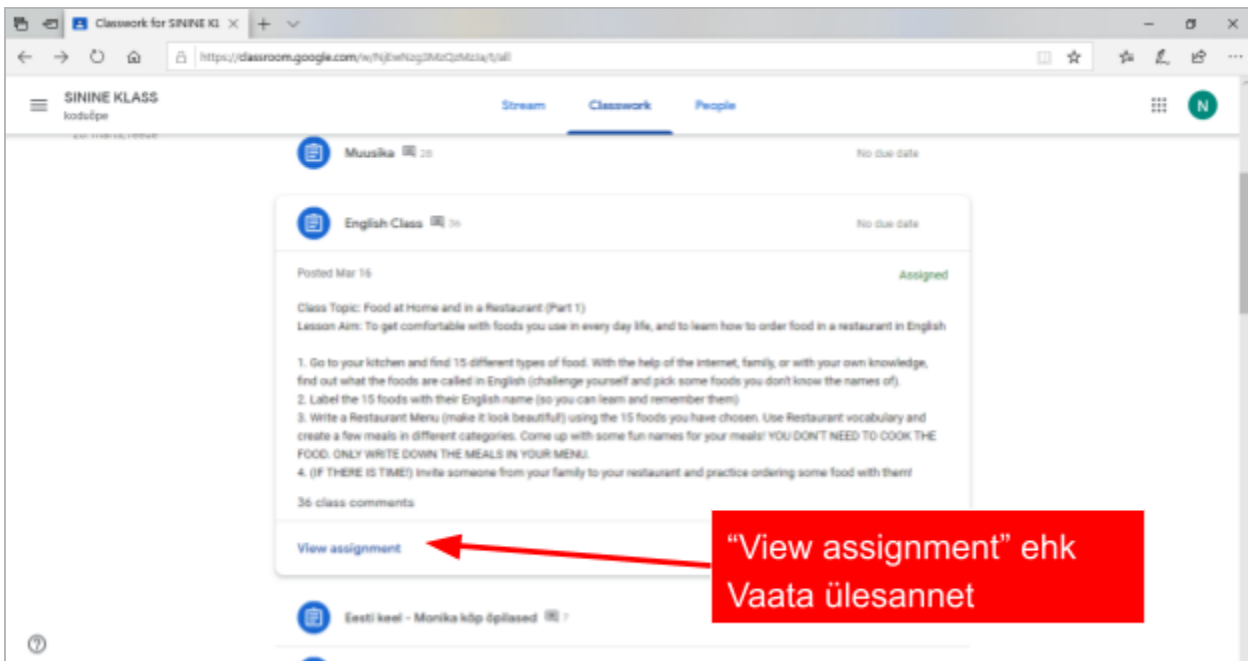 Classwork for SININE KL
https://classroom.google.com/w/
SININE KLASS
koduõpe
Stream
Classwork
People
N
Muusika 28
No due date
English Class 36
No due date
Posted Mar 16
Assigned
Class Topic: Food at Home and in a Restaurant (Part 1)
Lesson Aim: To get comfortable with foods you use in every day life, and to learn how to order food in a restaurant in English
1. Go to your kitchen and find 15 different types of food. With the help of the internet, family, or with your own knowledge,
find out what the foods are called in English (challenge yourself and pick some foods you don't know the names of).
2. Label the 15 foods with their English name (so you can learn and remember them)
3. Write a Restaurant Menu (make it look beautiful!) using the 15 foods you have chosen. Use Restaurant vocabulary and
create a few meals in different categories. Come up with some fun names for your meals! YOU DON'T NEED TO COOK THE
FOOD. ONLY WRITE DOWN THE MEALS IN YOUR MENU.
4. (IF THERE IS TIME!) Invite someone from your family to your restaurant and practice ordering some food with them!
36 class comments
View assignment
“View assignment” ehk
Vaata ülesannet
Eesti keel - Monika kõp õpilased 7